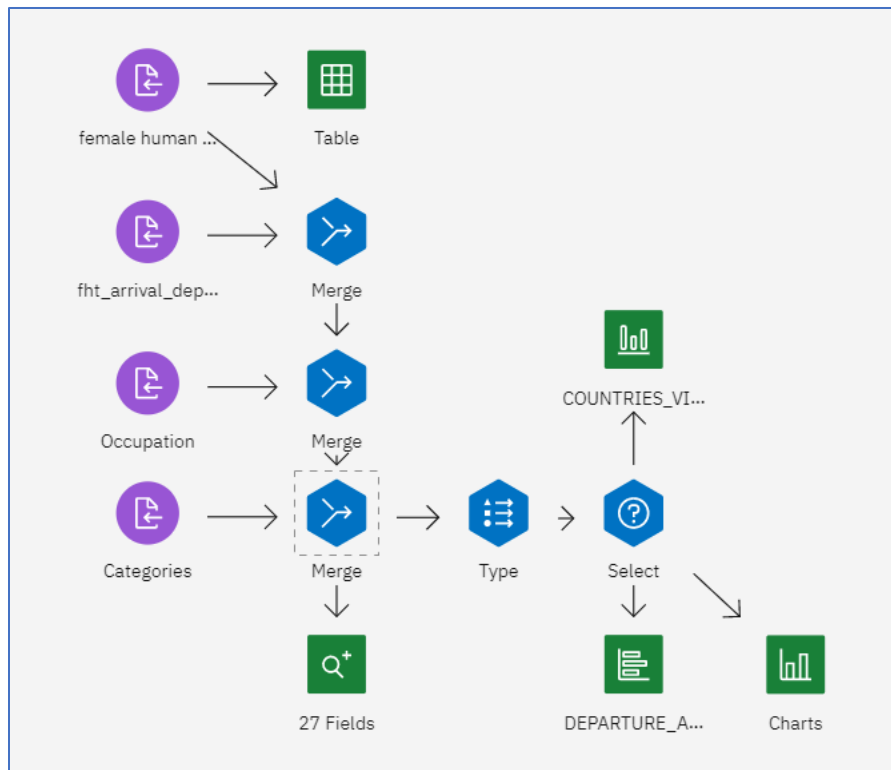 female human ...
Table
fht_arrival_dep...
Merge
Occupation
Merge
COUNTRIES_VI...
Categories
Merge
Type
Select
27 Fields
DEPARTURE_A...
Charts